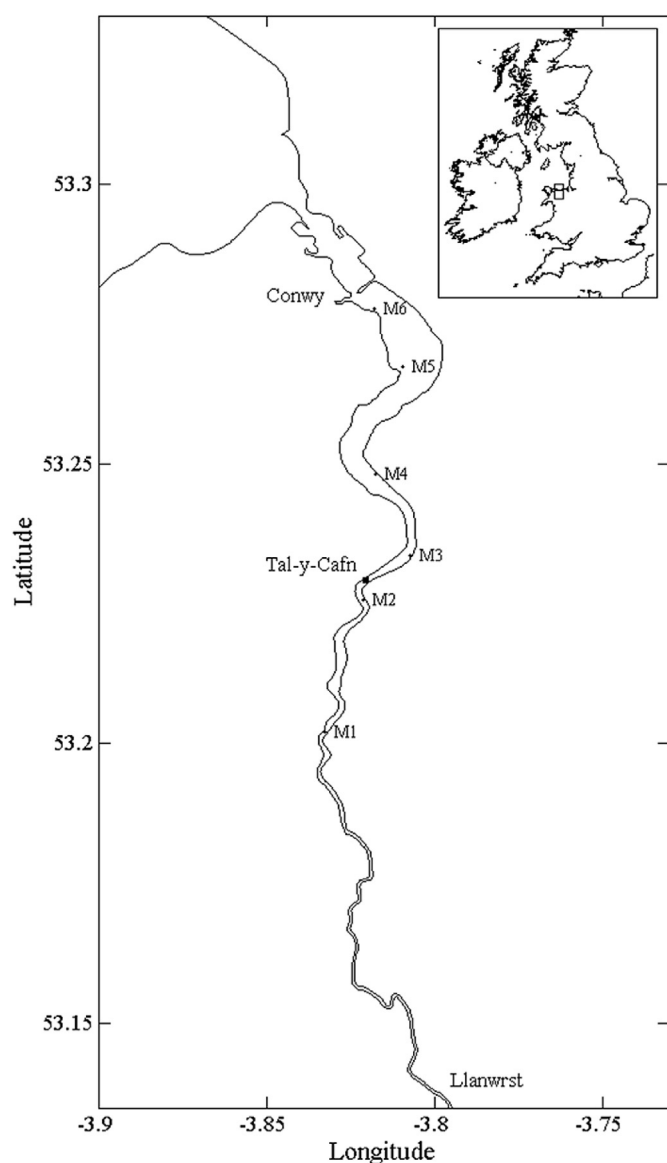 53.3
Conwy
M6
M5
53.25
M4
Tal-y-Cafn
M3
M2
Latitude
53.2
M1
53.15
Llanwrst
-3.9
-3.85
-3.8
-3.75
Longitude